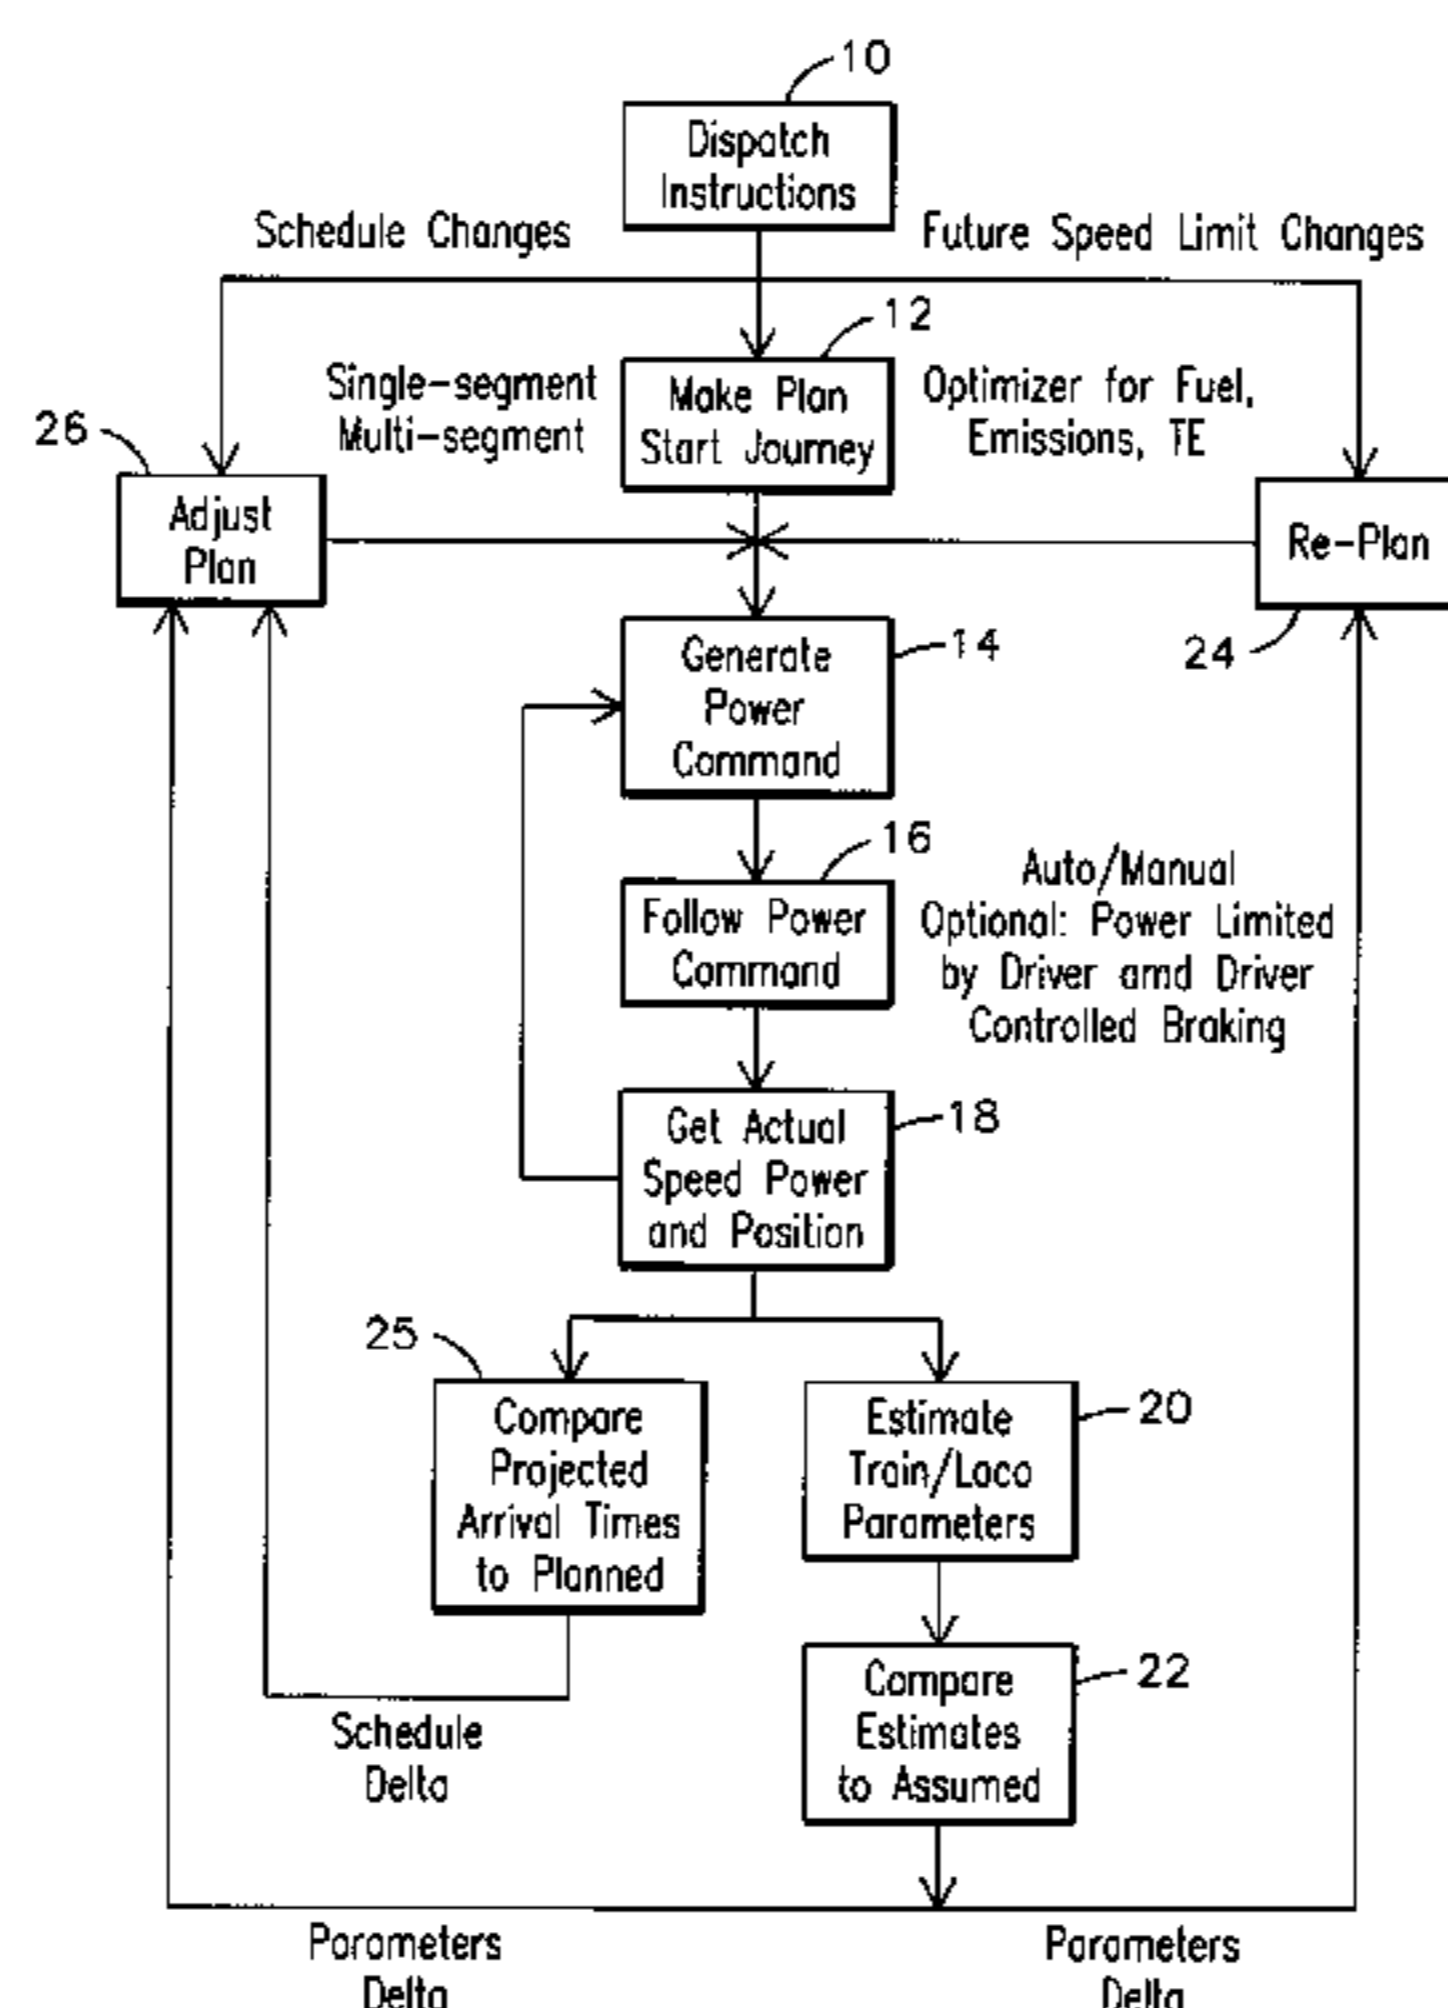 10
Dispatch
Instructions
Schedule Changes
Future Speed Limit Changes
12
Single-segment
Multi-segment
Make Plan
Start Journey
Optimizer for Fuel,
Emissions, TE
26
Adjust
Plan
Re-Plan
24
Generate
Power
Command
14
16
Follow Power
Command
Auto/Manual
Optional: Power Limited
by Driver amd Driver
Controlled Braking
Get Actual
Speed Power
and Position
18
25
Compare
Projected
Arrival Times
to Planned
Estimate
Train/Loco
Parameters
20
Compare
Estimates
to Assumed
22
Schedule
Delta
Parameters
Delta
Parameters
Delta